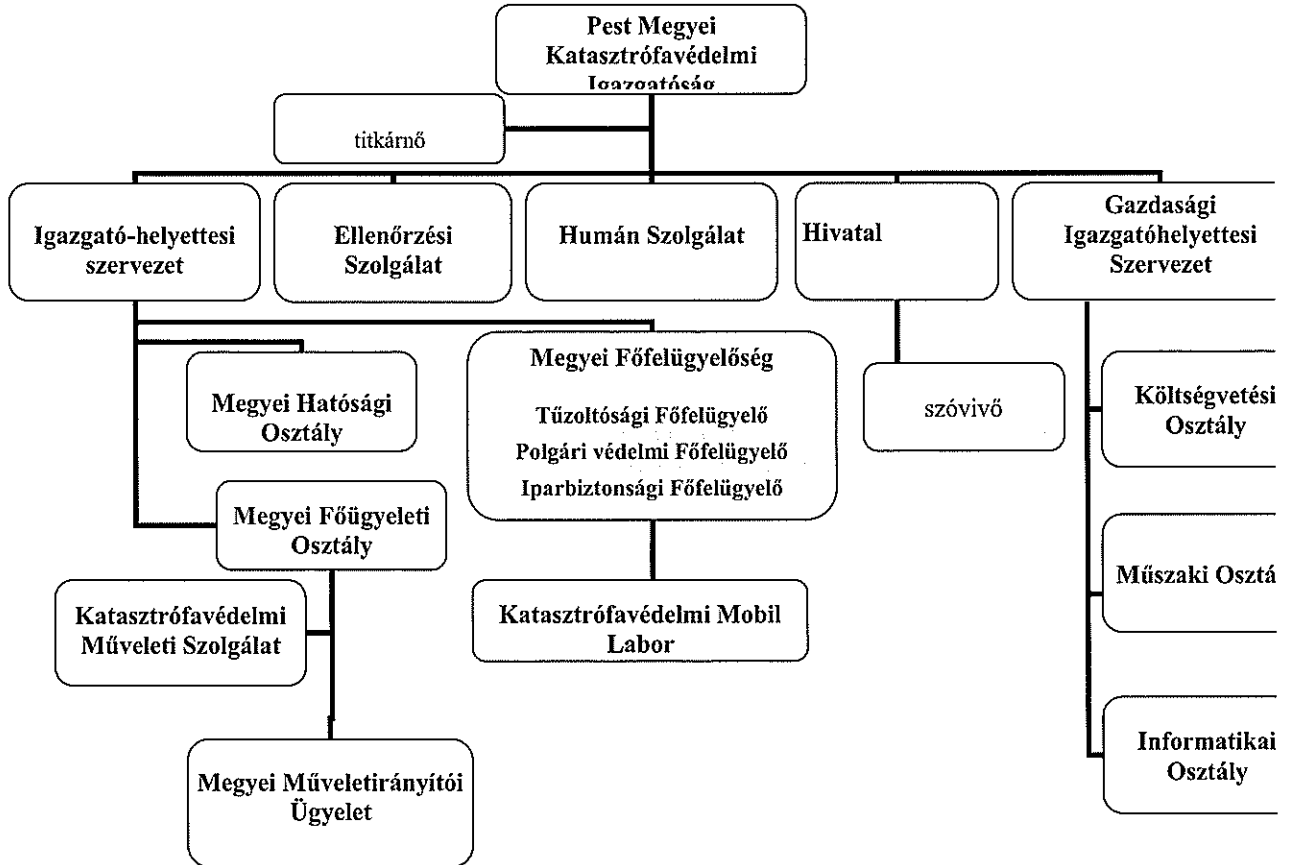 Pest Megyei
Katasztrófavédelmi
Igazgatóság
titkárnő
Igazgató-helyettesi
szervezet
Ellenőrzési
Szolgálat
Humán Szolgálat
Hivatal
Gazdasági
Igazgatóhelyettesi
Szervezet
Megyei Hatósági
Osztály
Megyei Főfelügyelőség
Tűzoltósági Főfelügyelő
Polgári védelmi Főfelügyelő
Iparbiztonsági Főfelügyelő
szóvivő
Költségvetési
Osztály
Megyei Főügyeleti
Osztály
Műszaki Osztá
Katasztrófavédelmi
Műveleti Szolgálat
Katasztrófavédelmi Mobil
Labor
Megyei Műveletirányítói
Ügyelet
Informatikai
Osztály